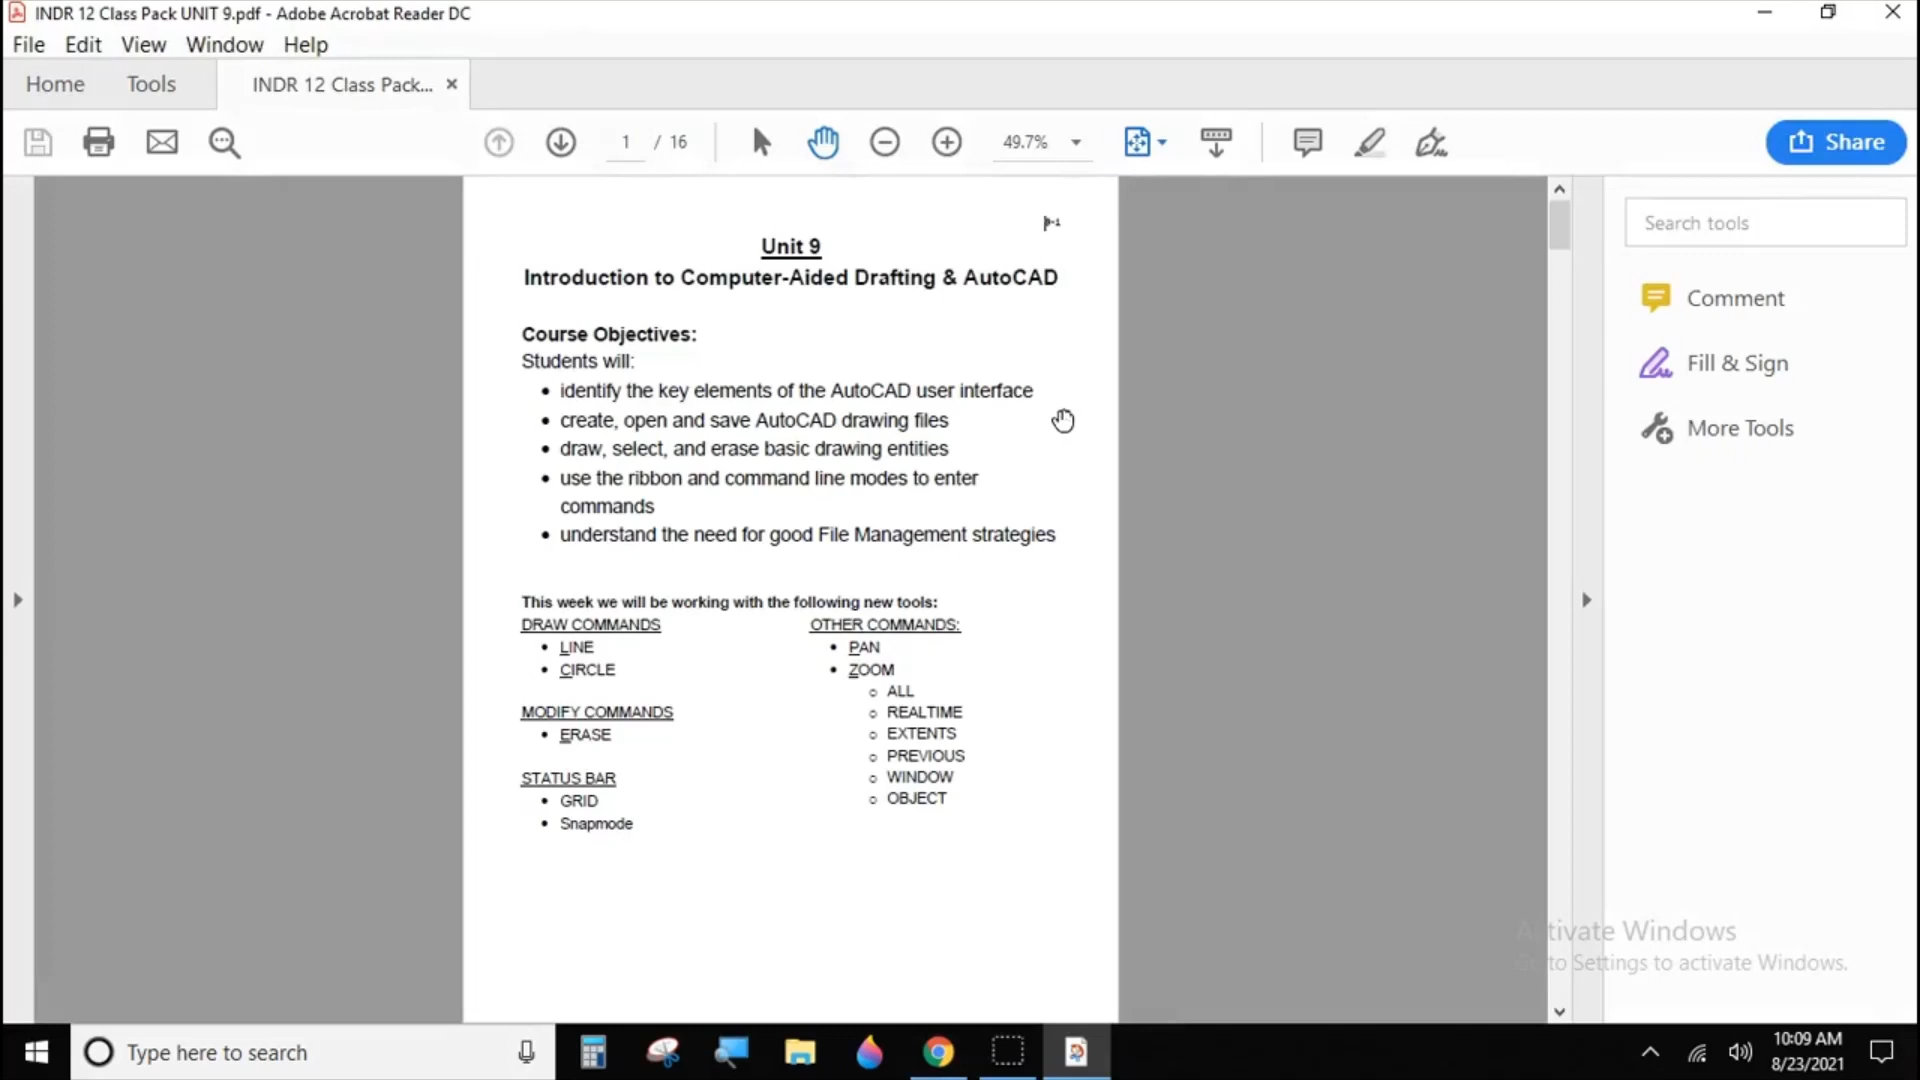 INDR 12 Class Pack UNIT 9.pdf - Adobe Acrobat Reader DC
File Edit View Window Help
Home Tools INDR 12 Class Pack...
1 / 16 49.7% Share
Unit 9
Introduction to Computer-Aided Drafting & AutoCAD
Course Objectives:
Students will:
• identify the key elements of the AutoCAD user interface
• create, open and save AutoCAD drawing files
• draw, select, and erase basic drawing entities
• use the ribbon and command line modes to enter
commands
• understand the need for good File Management strategies
This week we will be working with the following new tools:
DRAW COMMANDS
• LINE
• CIRCLE
MODIFY COMMANDS
• ERASE
STATUS BAR
• GRID
• Snapmode
OTHER COMMANDS:
• PAN
• ZOOM
o ALL
o REALTIME
o EXTENTS
o PREVIOUS
o WINDOW
o OBJECT
Search tools
Comment
Fill & Sign
More Tools
Activate Windows
Go to Settings to activate Windows.
Type here to search
10:09 AM
8/23/2021